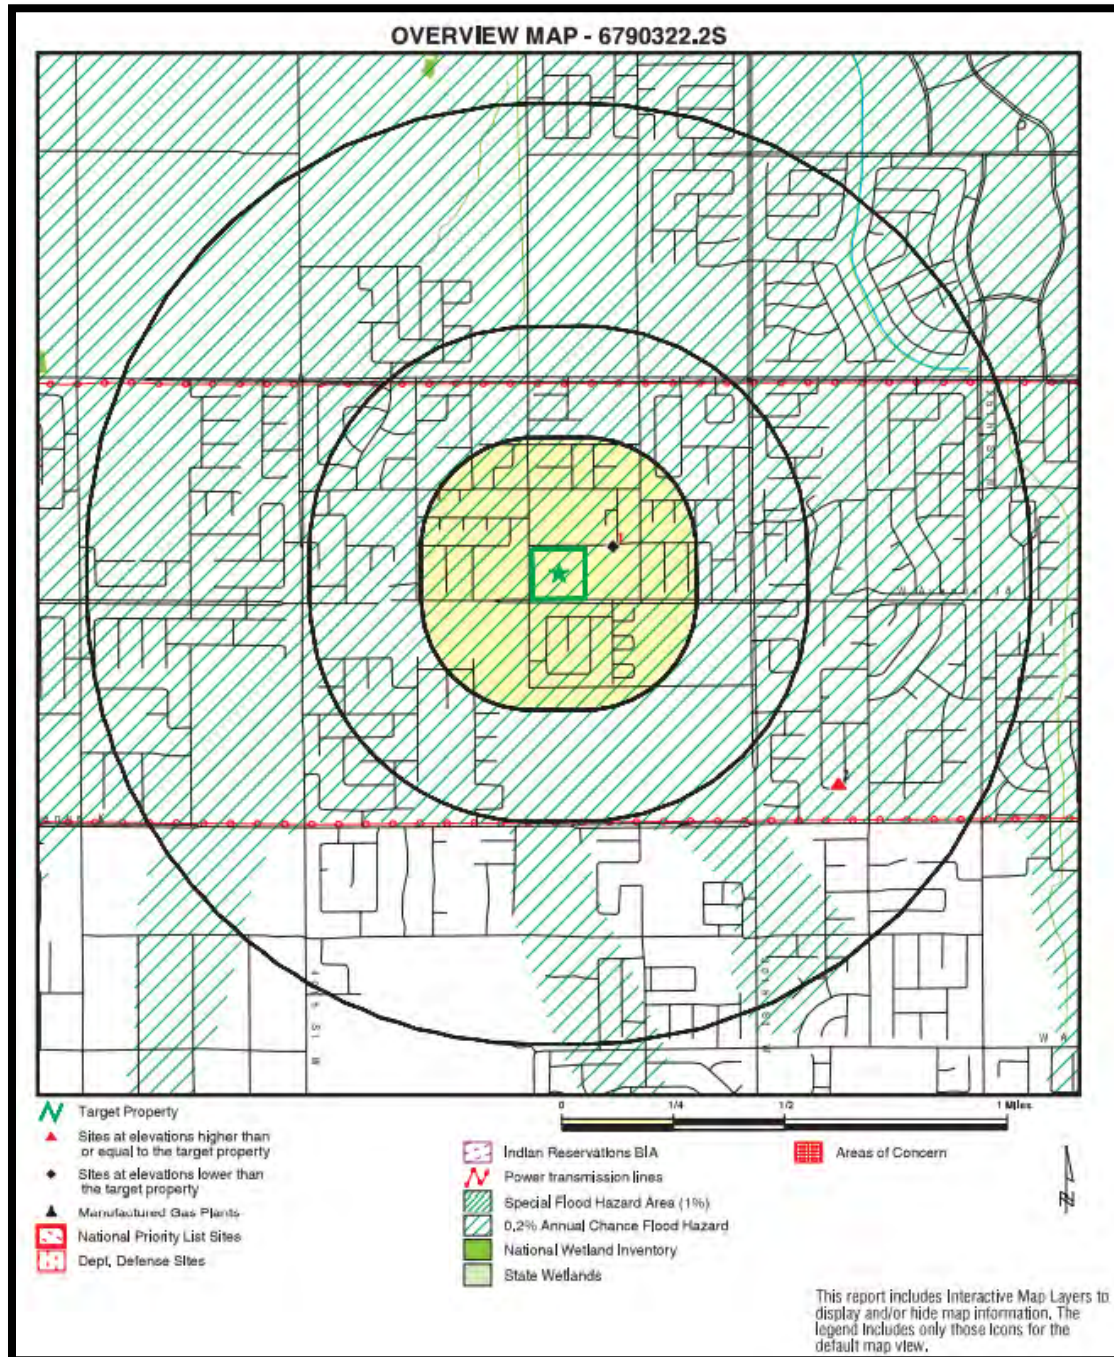 OVERVIEW MAP - 6790322.2S
P
1
2
40th St W
W A
0 1/4 1/2 1 Miles
Target Property
Sites at elevations higher than
or equal to the target property
Sites at elevations lower than
the target property
Manufactured Gas Plants
National Priority List Sites
Dept. Defense Sites
Indian Reservations BIA
Power transmission lines
Special Flood Hazard Area (1%)
0.2% Annual Chance Flood Hazard
National Wetland Inventory
State Wetlands
Areas of Concern
N
This report includes Interactive Map Layers to
display and/or hide map information. The
legend includes only those icons for the
default map view.